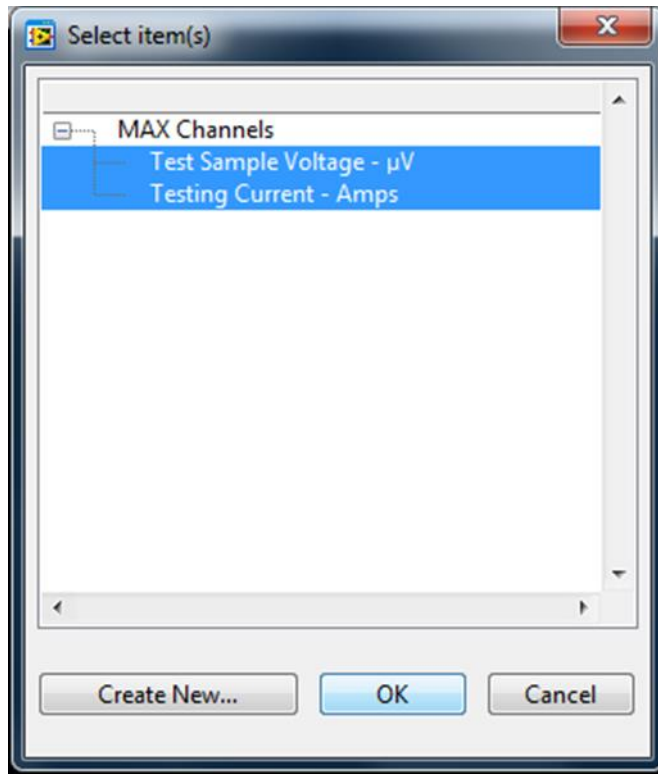 Select item(s)
MAX Channels
Test Sample Voltage - µV
Testing Current - Amps
Create New...
OK
Cancel